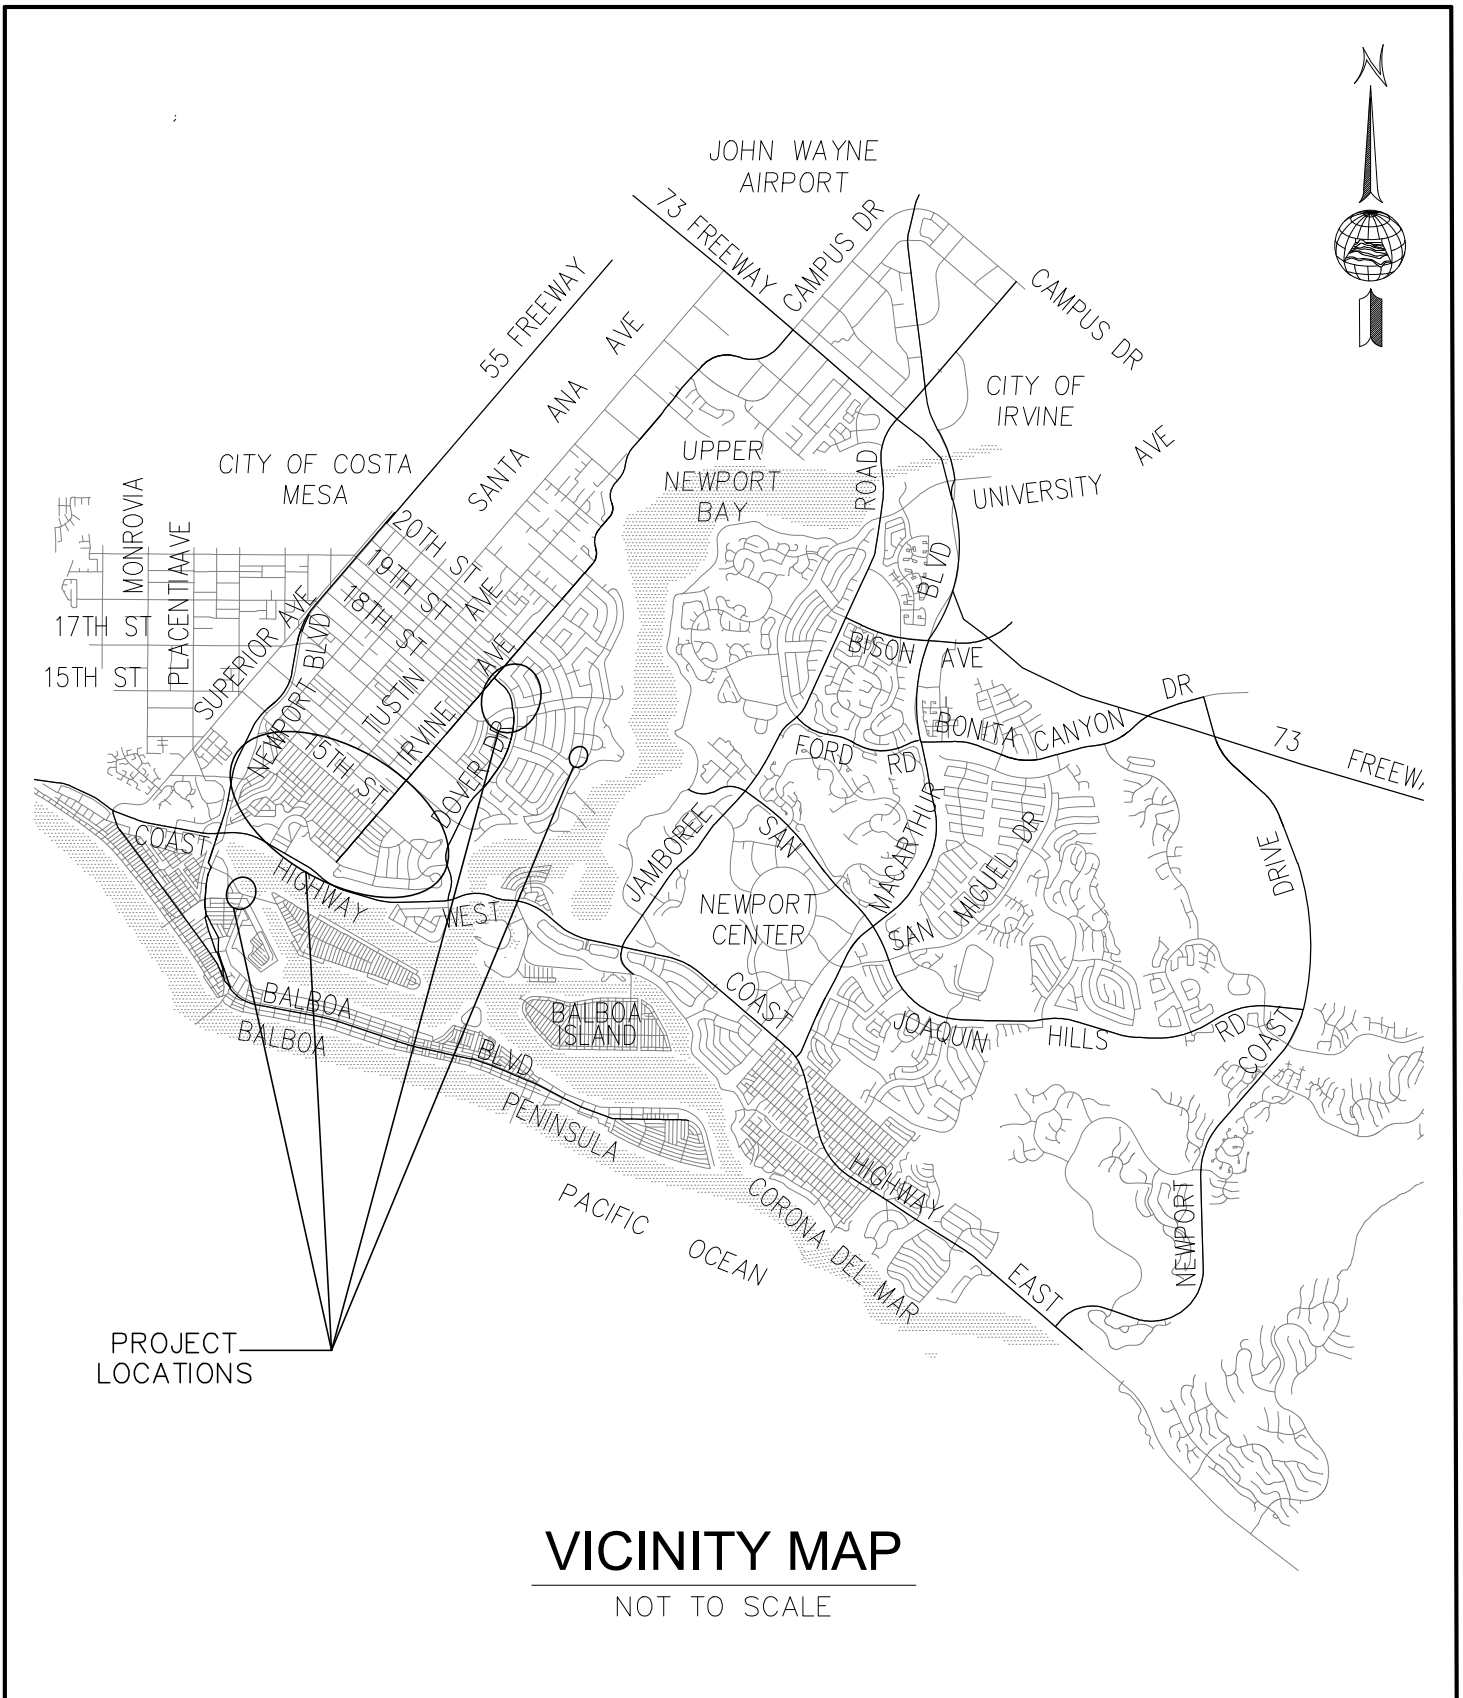 N
JOHN WAYNE
AIRPORT
73 FREEWAY
CAMPUS DR
CAMPUS DR
55 FREEWAY
SANTA ANA AVE
CITY OF
IRVINE
UNIVERSITY AVE
CITY OF COSTA
MESA
UPPER
NEWPORT
BAY
JAMBOREE ROAD
MONROVIA
PLACENTIAAVE
20TH ST
19TH ST
18TH ST
17TH ST
15TH ST
SUPERIOR AVE
NEWPORT BLVD
TUSTIN AVE
IRVINE AVE
15TH ST
DOVER DR
MACARTHUR BLVD
BISON AVE
BONITA CANYON DR
FORD RD
73 FREEW
COAST HIGHWAY WEST
SAN JOAQUIN HILLS RD
SAN MIGUEL DR
NEWPORT
CENTER
NEWPORT COAST DRIVE
BALBOA BLVD
BALBOA PENINSULA
BALBOA
ISLAND
COAST HIGHWAY EAST
CORONA DEL MAR
PACIFIC OCEAN
PROJECT
LOCATIONS
VICINITY MAP
NOT TO SCALE